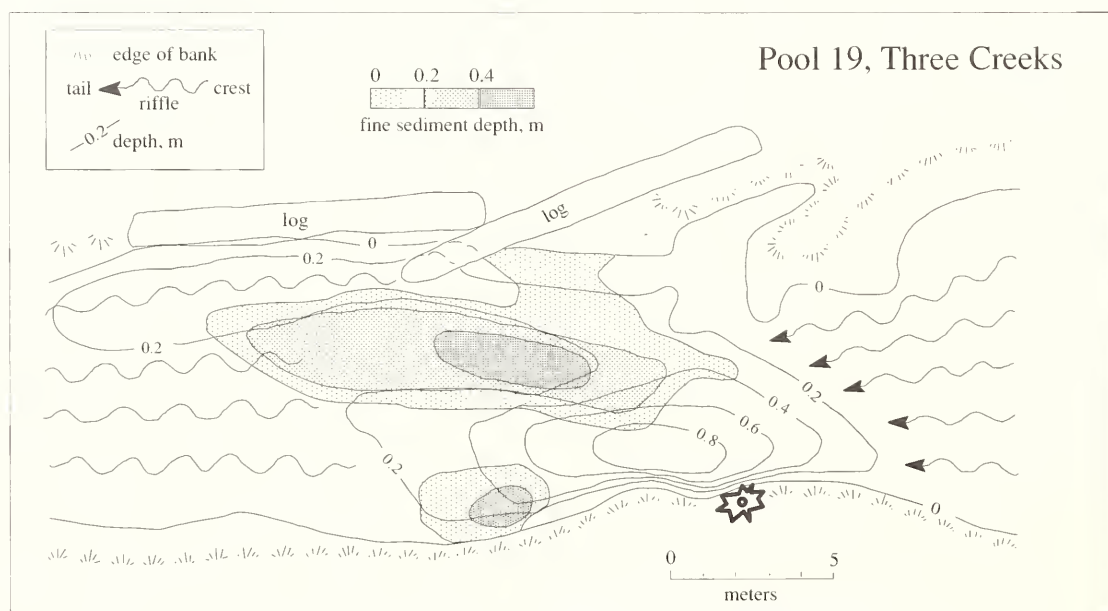 Pool 19, Three Creeks
edge of bank
tail crest
riffle
0.2 depth, m
0 0.2 0.4
fine sediment depth, m
log
log
0
0.2
0
0.2
0.2
0.4
0.6
0.8
0.2
0
0 5
meters